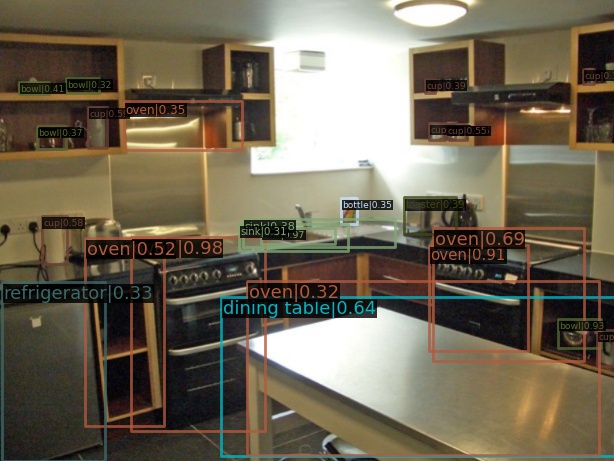 bowl|0.41
bowl|0.32
cup|0.5
oven|0.35
cup|0.39
cup|0.
bowl|0.37
cup
cup|0.55
bottle|0.35
toaster|0.39
cup|0.58
sink|0.38
sink|0.31
0.97
oven|0.52
0.98
oven|0.69
oven|0.91
refrigerator|0.33
oven|0.32
dining table|0.64
bowl|0.93
cup